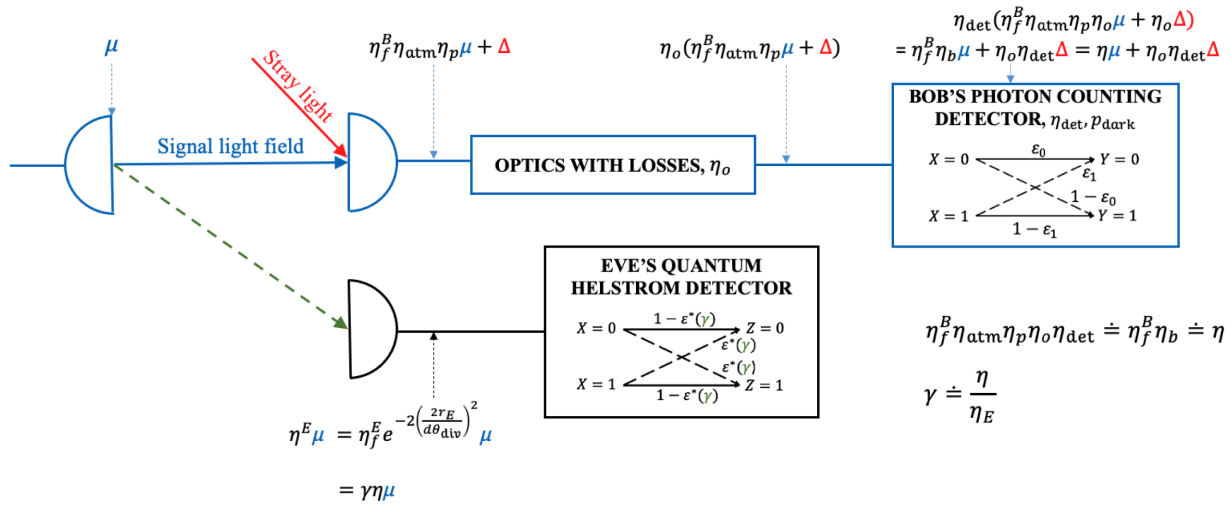 μ
Stray light
Signal light field
η_f^B η_atm η_p μ + Δ
OPTICS WITH LOSSES, η_o
η_o(η_f^B η_atm η_p μ + Δ)
η_det(η_f^B η_atm η_p η_o μ + η_o Δ)
= η_f^B η_b μ + η_o η_det Δ = ημ + η_o η_det Δ
BOB'S PHOTON COUNTING
DETECTOR, η_det, p_dark
X = 0 ε_0 Y = 0
ε_1
1 − ε_0
X = 1 Y = 1
1 − ε_1
EVE'S QUANTUM
HELSTROM DETECTOR
1 − ε*(γ)
X = 0 Z = 0
ε*(γ)
ε*(γ)
X = 1 Z = 1
1 − ε*(γ)
η^E μ = η_f^E e^{−2(2r_E/dθ_div)^2} μ
= γημ
η_f^B η_atm η_p η_o η_det ≐ η_f^B η_b ≐ η
γ ≐ η/η_E